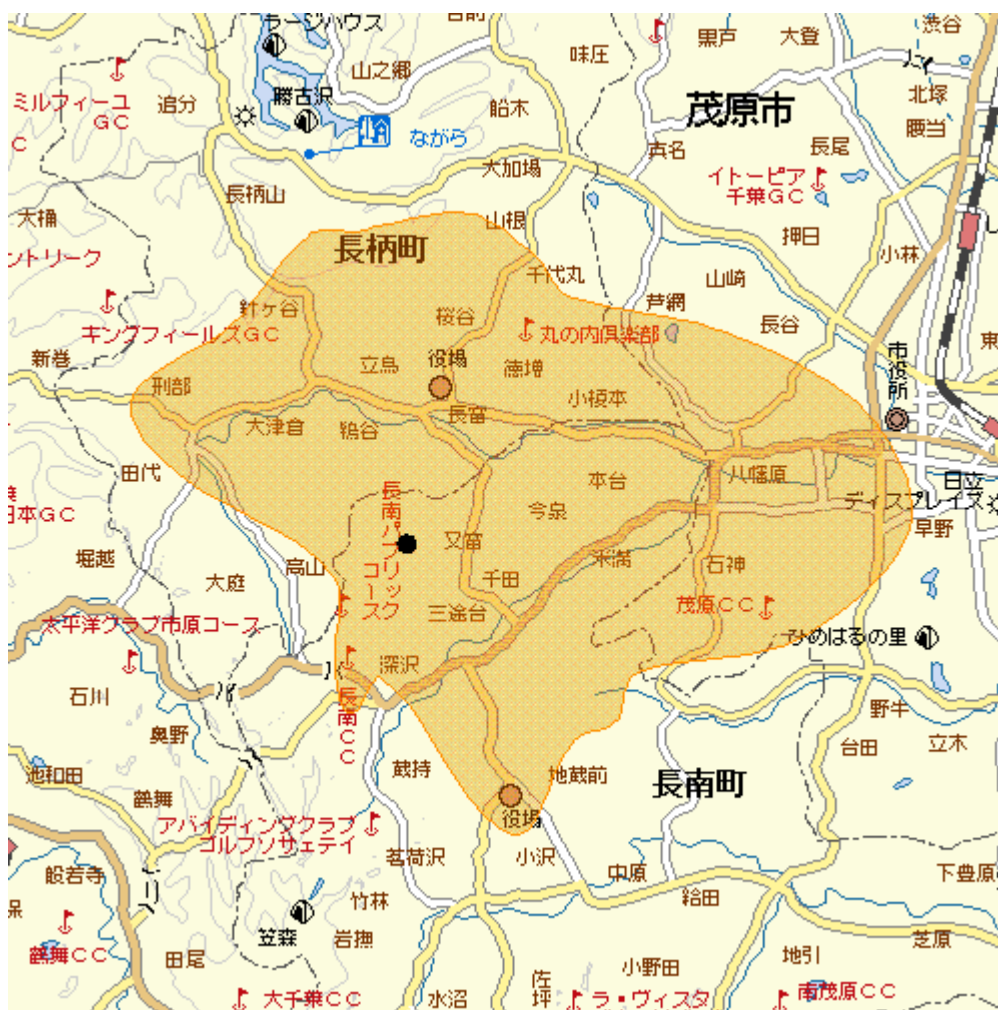 ラージハウス
味圧
黒戸
大登
渋谷
山之郷
ミルフィーユ
GC
追分
勝古沢
船木
茂原市
北塚
腰当
ながら
真名
長尾
大加場
イトーピア
千葉GC
長柄山
大桶
山根
押日
小林
ントリーク
長柄町
千代丸
山崎
芦網
針ヶ谷
桜谷
長谷
キングフィールズGC
丸の内倶楽部
新巻
立鳥
役場
徳増
市役所
刑部
小榎本
長富
大津倉
鴇谷
田代
本台
八幡原
日立
ディスプレイズ
長南パブリック
コース
今泉
早野
日本GC
又富
堀越
高山
大庭
千田
米満
石神
三途台
茂原CC
太平洋クラブ市原コース
ひめはるの里
深沢
石川
長南CC
野牛
奥野
台田
立木
蔵持
地蔵前
長南町
池和田
鶴舞
アバイディングクラブ
ゴルフソサエティ
役場
茗荷沢
小沢
般若寺
中原
下豊原
竹林
給田
鶴舞CC
笠森
岩撫
芝原
田尾
地引
小野田
佐坪
大千葉CC
水沼
ラ・ヴィスタ
南茂原CC